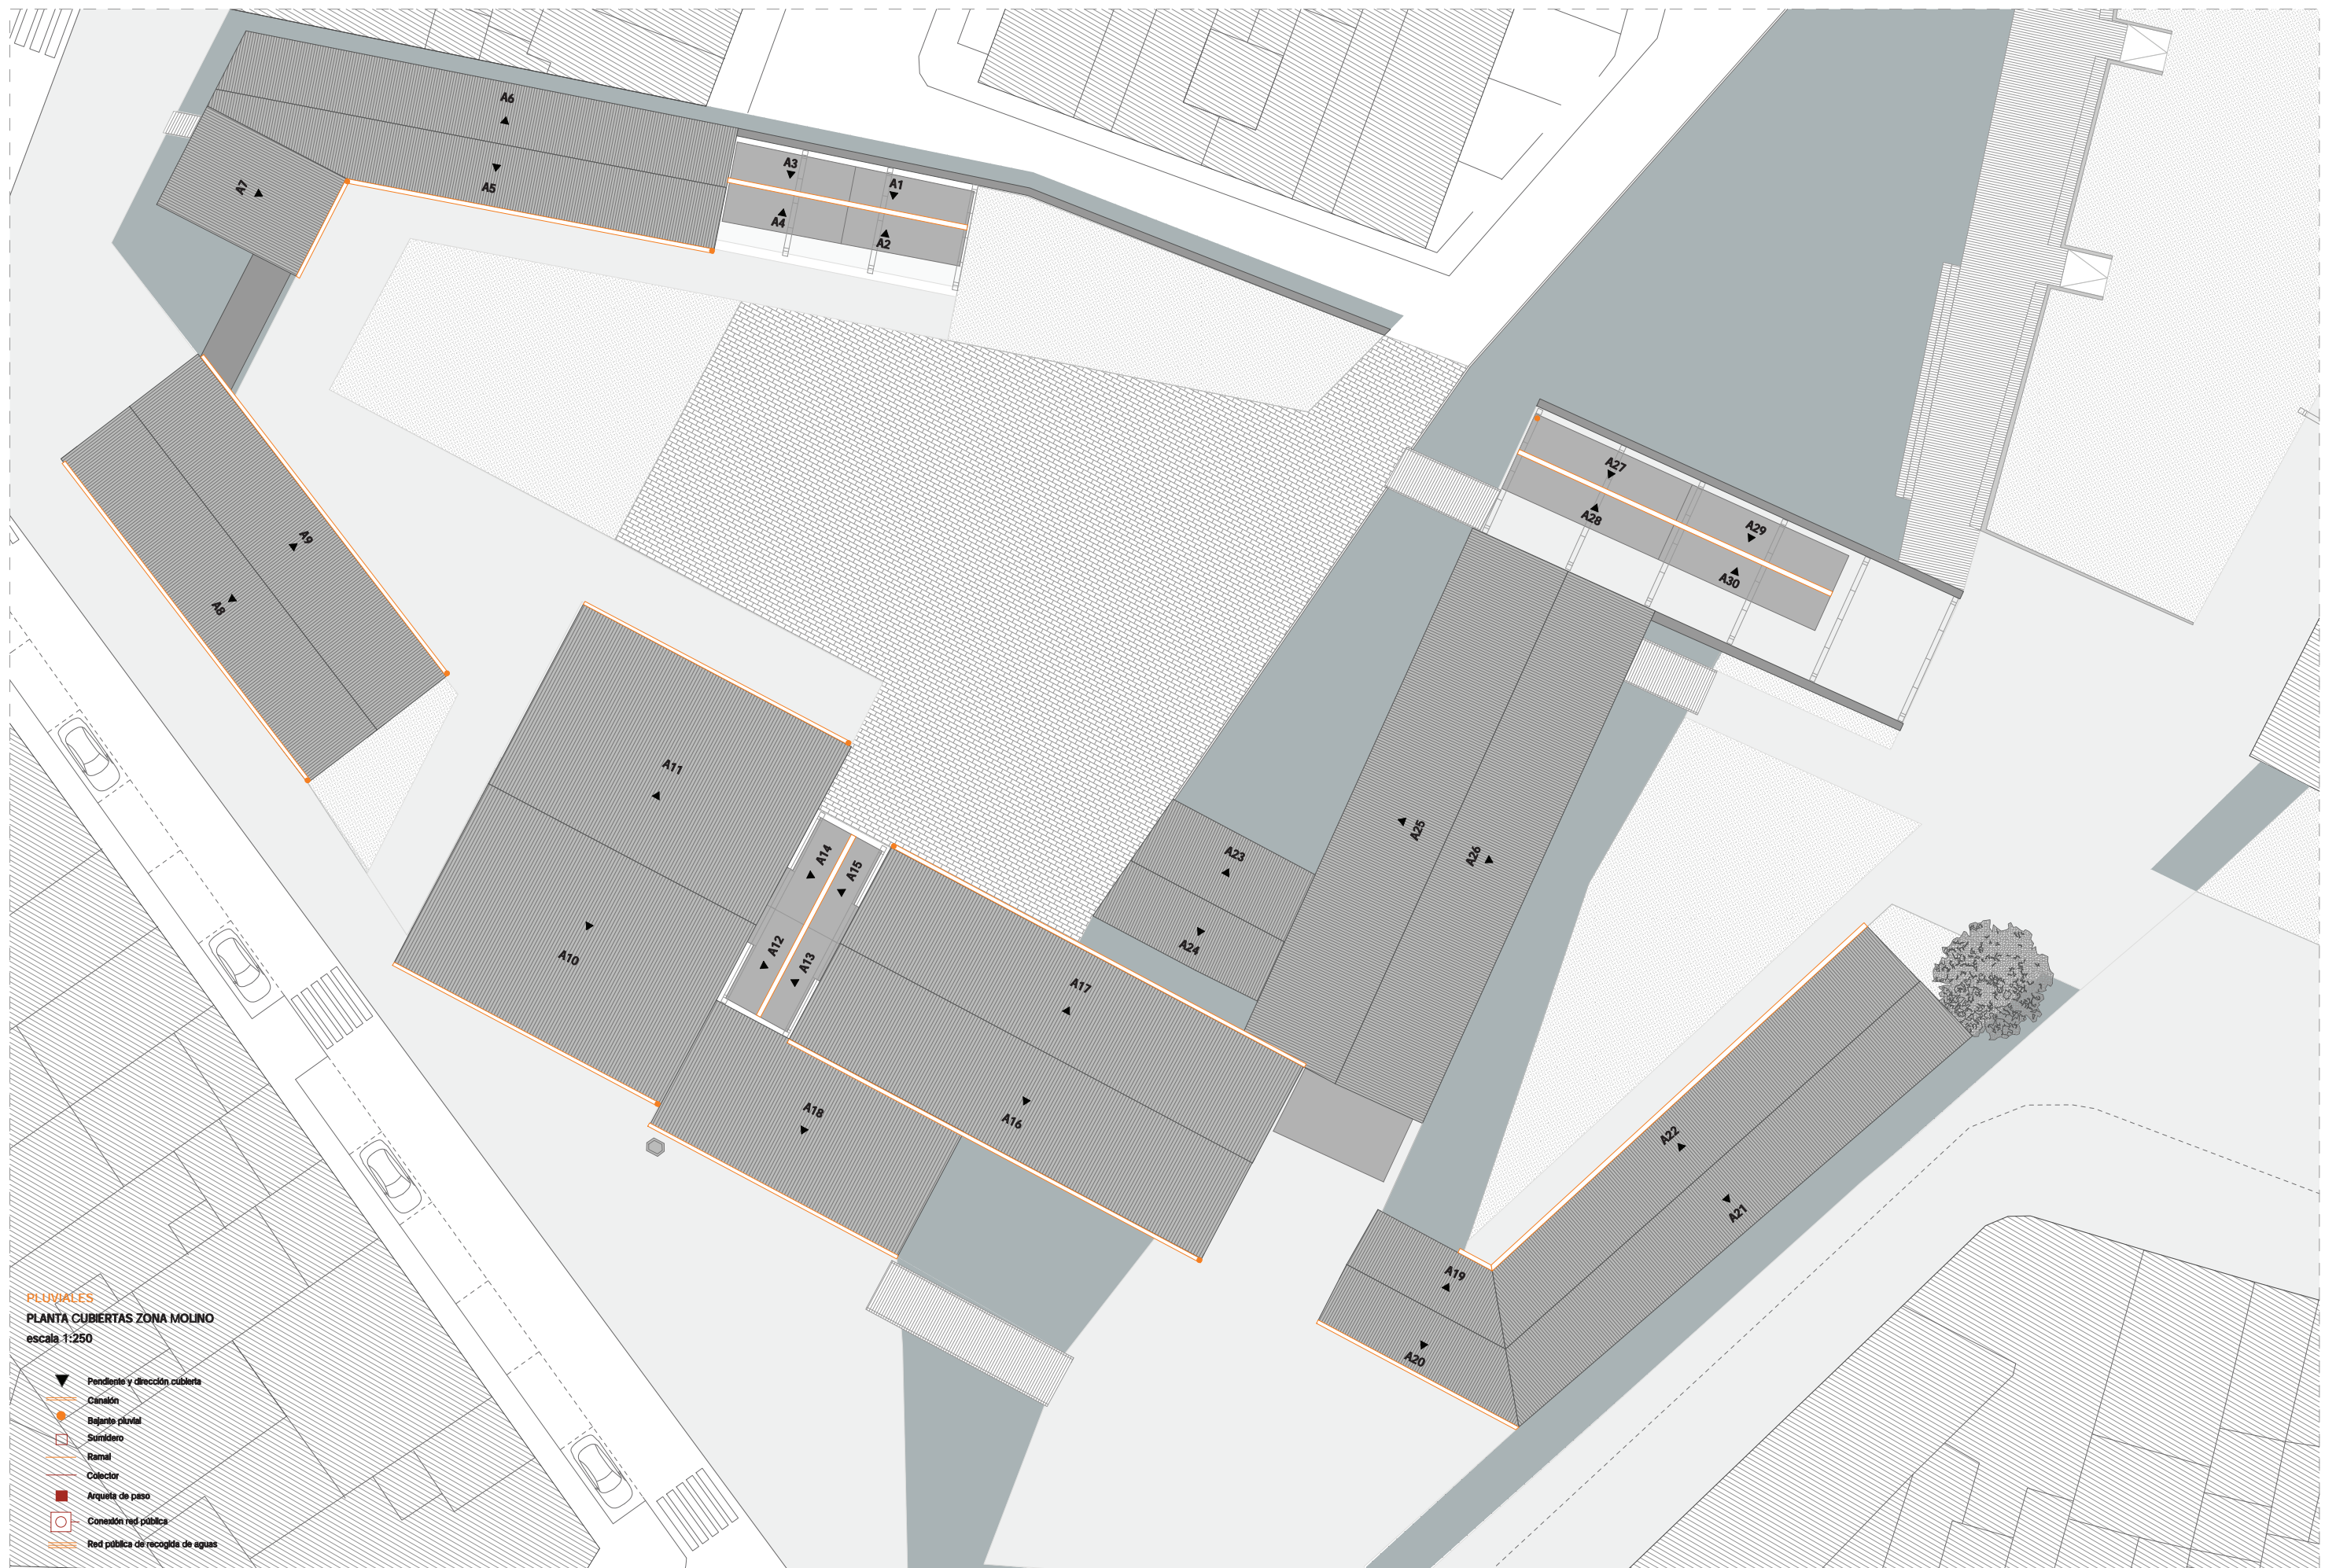 A6
A5
A7
A3
A1
A4
A2
A9
A8
A27
A28
A29
A30
A11
A10
A14
A15
A12
A13
A23
A24
A25
A26
A17
A16
A18
A22
A21
A19
A20
PLUVIALES
PLANTA CUBIERTAS ZONA MOLINO
escala 1:250
Pendiente y dirección cubierta
Canalón
Bajante pluvial
Sumidero
Ramal
Colector
Arqueta de paso
Conexión red pública
Red pública de recogida de aguas